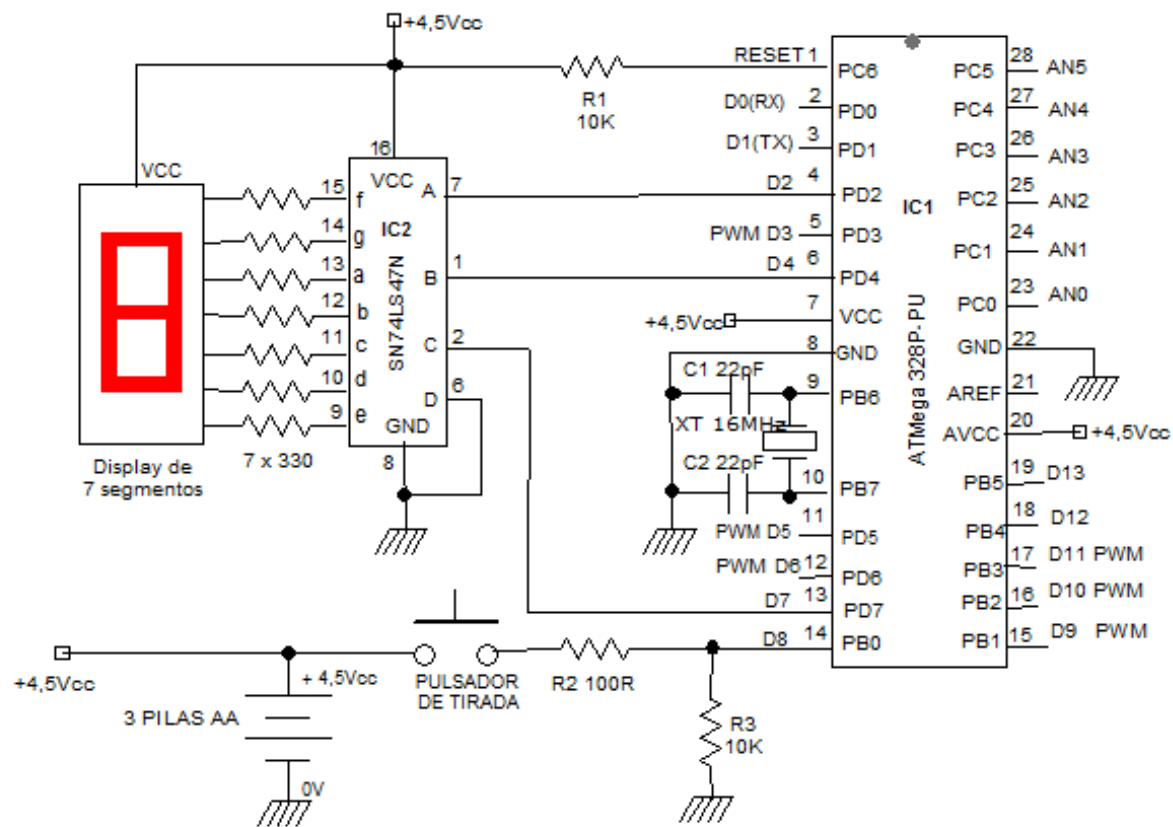 +4,5Vcc
RESET 1
R1
10K
PC6
D0(RX) 2
PD0
D1(TX) 3
PD1
D2 4
PD2
PWM D3 5
PD3
D4 6
PD4
7
+4,5Vcc
VCC
8
GND
C1 22pF
9
PB6
XT 16MHz
C2 22pF
10
PB7
PWM D5 11
PD5
PWM D6 12
PD6
D7 13
PD7
D8 14
PB0
IC1
ATMega 328P-PU
28
PC5
AN5
27
PC4
AN4
26
PC3
AN3
25
PC2
AN2
24
PC1
AN1
23
PC0
AN0
22
GND
21
AREF
20
AVCC
+4,5Vcc
19
PB5
D13
18
PB4
D12
17
PB3
D11 PWM
16
PB2
D10 PWM
15
PB1
D9 PWM
VCC
16
VCC
IC2
SN74LS47N
15
f
14
g
13
a
12
b
11
c
10
d
9
e
A
7
B
1
C
2
D
6
GND
8
7 x 330
Display de
7 segmentos
+4,5Vcc
+ 4,5Vcc
3 PILAS AA
0V
PULSADOR
DE TIRADA
R2 100R
R3
10K